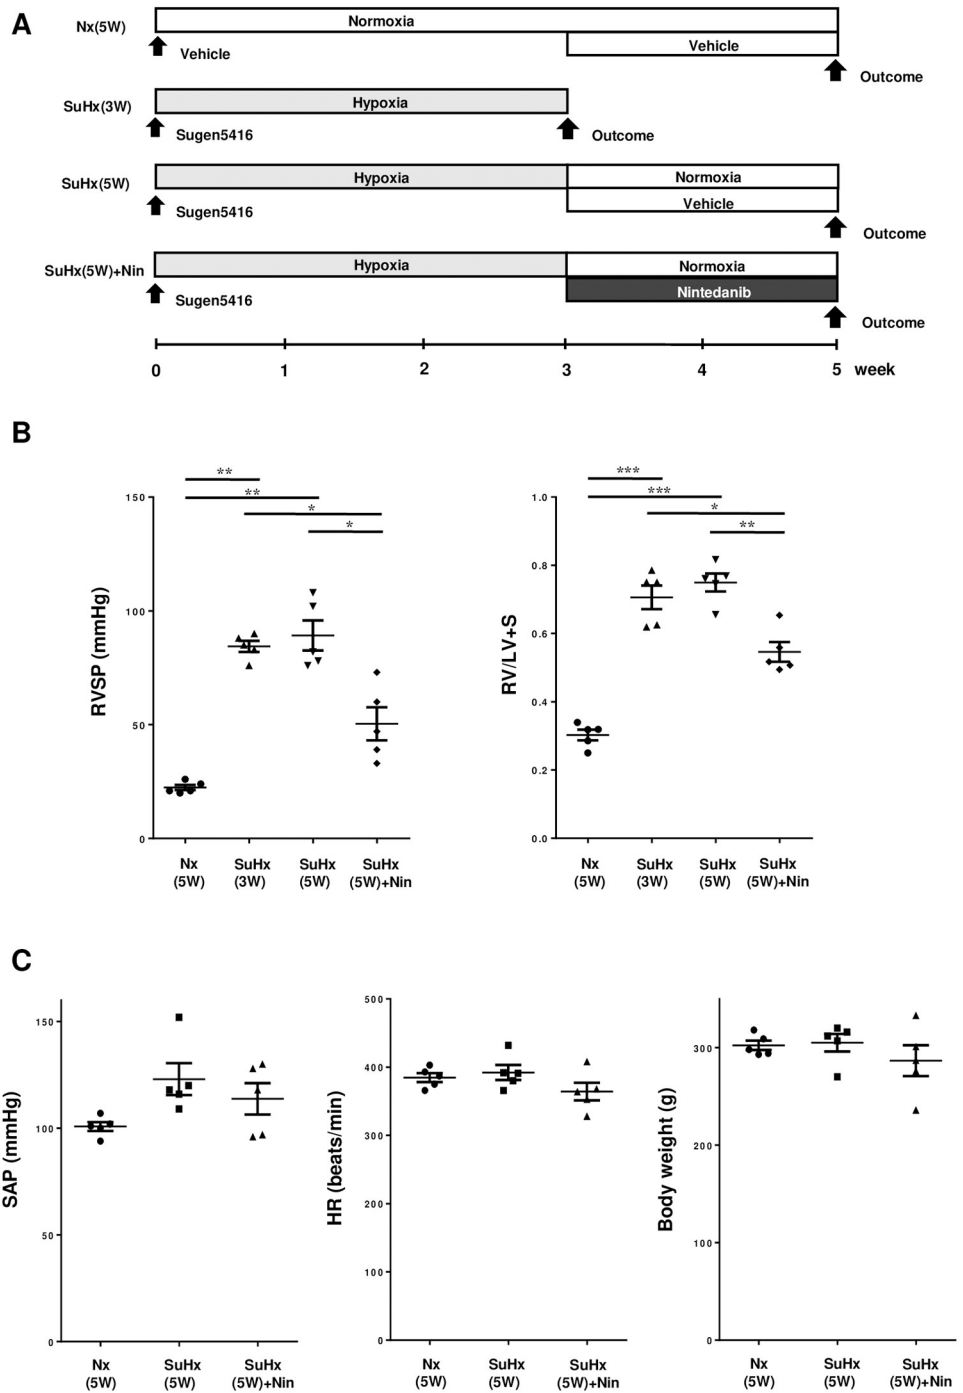 A
Nx(5W)
Normoxia
Vehicle
Vehicle
Outcome
SuHx(3W)
Hypoxia
Sugen5416
Outcome
SuHx(5W)
Hypoxia
Normoxia
Vehicle
Sugen5416
Outcome
SuHx(5W)+Nin
Hypoxia
Normoxia
Nintedanib
Sugen5416
Outcome
0 1 2 3 4 5 week
B
RVSP (mmHg)
150
100
50
0
**
**
*
*
Nx SuHx SuHx SuHx
(5W) (3W) (5W) (5W)+Nin
RV/LV+S
1.0
0.8
0.6
0.4
0.2
0.0
***
***
*
**
Nx SuHx SuHx SuHx
(5W) (3W) (5W) (5W)+Nin
C
SAP (mmHg)
150
100
50
0
Nx SuHx SuHx
(5W) (5W) (5W)+Nin
HR (beats/min)
500
400
300
200
100
0
Nx SuHx SuHx
(5W) (5W) (5W)+Nin
Body weight (g)
300
200
100
0
Nx SuHx SuHx
(5W) (5W) (5W)+Nin